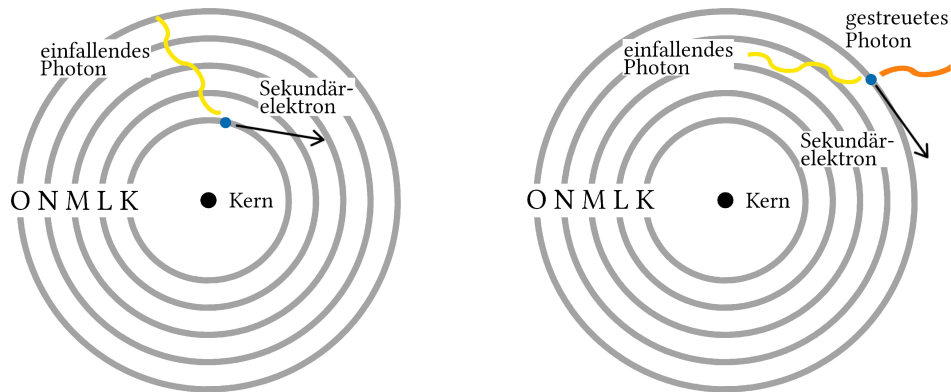 einfallendes
Photon
Sekundär-
elektron
O N M L K
Kern
gestreuetes
Photon
einfallendes
Photon
Sekundär-
elektron
O N M L K
Kern